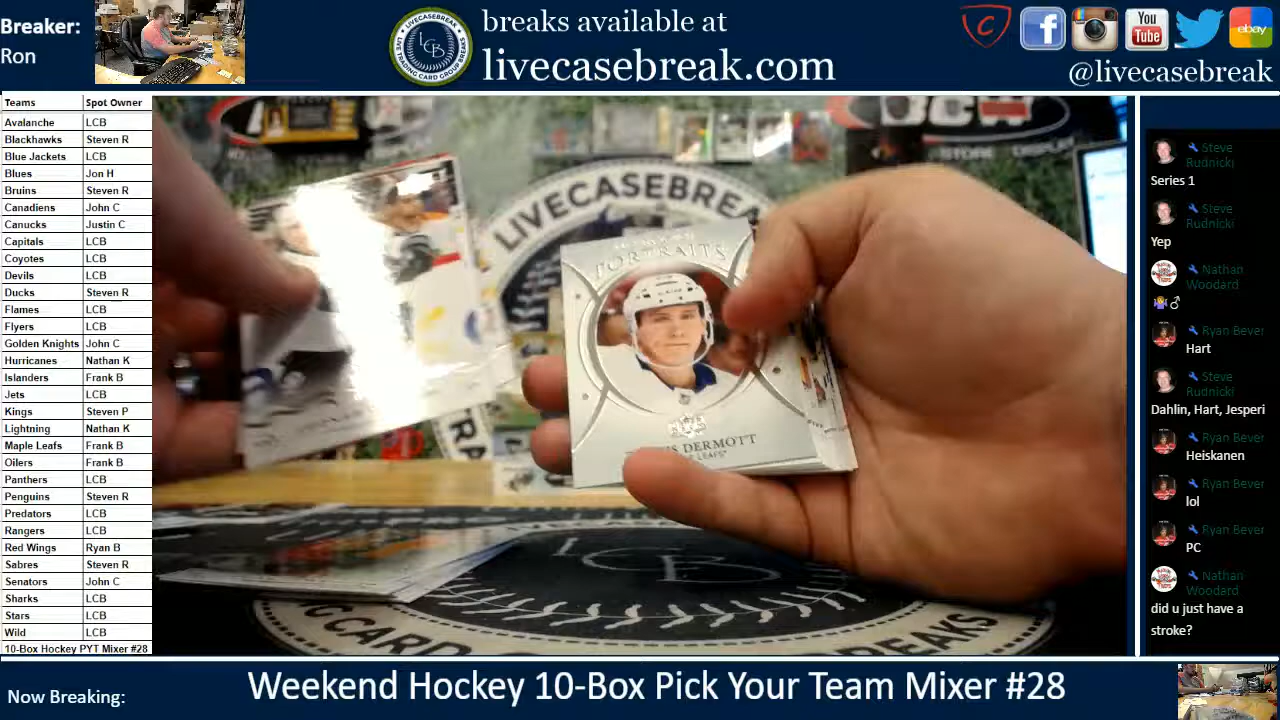 Breaker:
Ron
breaks available at
livecasebreak.com
You
Tube
ebay
@livecasebreak
Teams Spot Owner
Avalanche LCB
Blackhawks Steven R
Blue Jackets LCB
Blues Jon H
Bruins Steven R
Canadiens John C
Canucks Justin C
Capitals LCB
Coyotes LCB
Devils LCB
Ducks Steven R
Flames LCB
Flyers LCB
Golden Knights John C
Hurricanes Nathan K
Islanders Frank B
Jets LCB
Kings Steven P
Lightning Nathan K
Maple Leafs Frank B
Oilers Frank B
Panthers LCB
Penguins Steven R
Predators LCB
Rangers LCB
Red Wings Ryan B
Sabres Steven R
Senators John C
Sharks LCB
Stars LCB
Wild LCB
10-Box Hockey PYT Mixer #28
LIVECASEBREAK
PORTRAITS
DERMOTT
LCB
Steve
Rudnicki
Series 1
Steve
Rudnicki
Yep
Nathan
Woodard
Ryan Bever
Hart
Steve
Rudnicki
Dahlin, Hart, Jesperi
Ryan Bever
Heiskanen
Ryan Bever
lol
Ryan Bever
PC
Nathan
Woodard
did u just have a
stroke?
Now Breaking:
Weekend Hockey 10-Box Pick Your Team Mixer #28